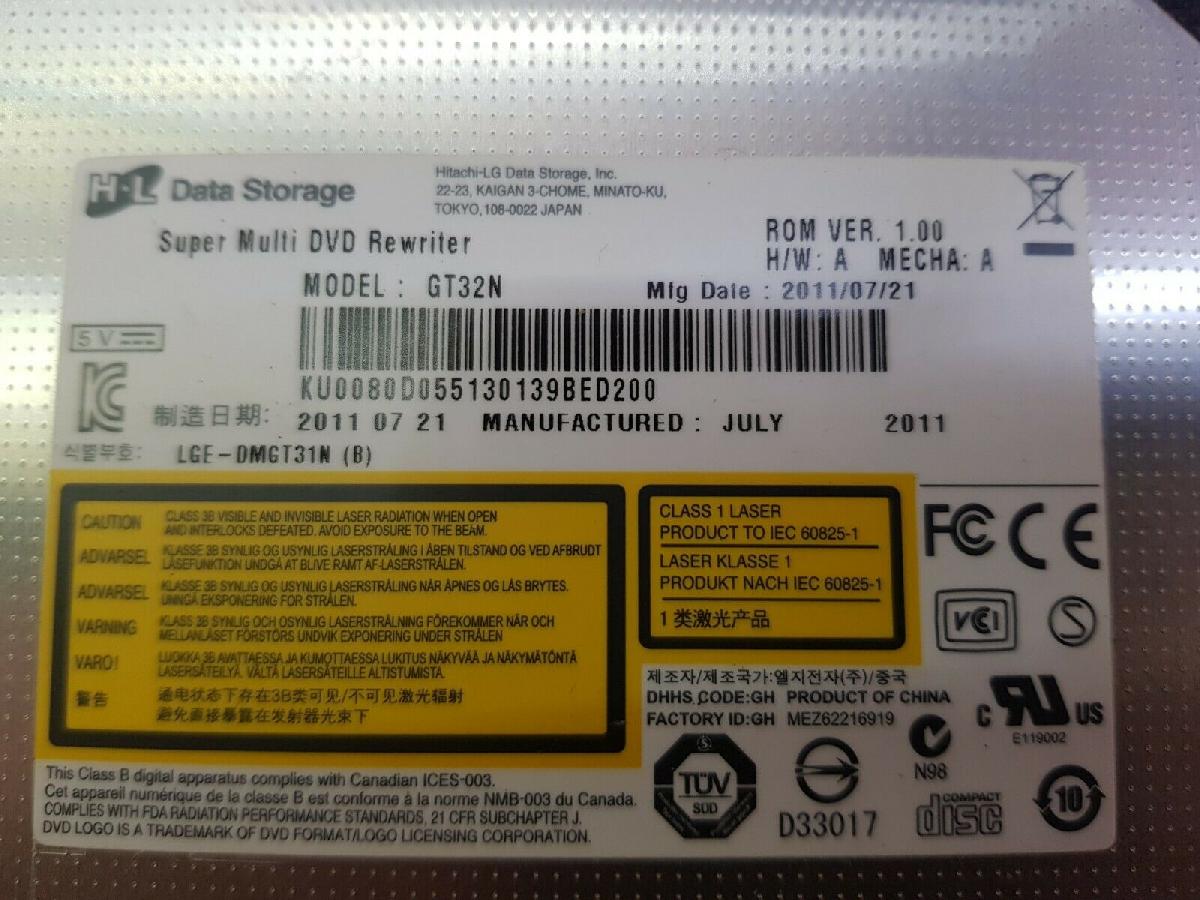 H·L Data Storage
Hitachi-LG Data Storage, Inc.
22-23, KAIGAN 3-CHOME, MINATO-KU,
TOKYO, 108-0022 JAPAN
Super Multi DVD Rewriter
ROM VER. 1.00
H/W: A MECHA: A
MODEL : GT32N
Mfg Date : 2011/07/21
5 V
KU0080D055130139BED200
制造日期: 2011 07 21 MANUFACTURED : JULY 2011
식별부호: LGE-DMGT31N (B)
CAUTION CLASS 3B VISIBLE AND INVISIBLE LASER RADIATION WHEN OPEN
AND INTERLOCKS DEFEATED. AVOID EXPOSURE TO THE BEAM.
ADVARSEL KLASSE 3B SYNLIG OG USYNLIG LASERSTRÅLING I ÅBEN TILSTAND OG VED AFBRUDT
LÅSEFUNKTION UNDGÅ AT BLIVE RAMT AF-LASERSTRÅLEN.
ADVARSEL KLASSE 3B SYNLIG OG USYNLIG LASERSTRÅLING NÅR ÅPNES OG LÅS BRYTES.
UNNGÅ EKSPONERING FOR STRÅLEN.
VARNING KLASS 3B SYNLIG OCH OSYNLIG LASERSTRÅLNING FÖREKOMMER NÄR OCH
MELLANLÅSET FÖRSTÖRS UNDVIK EXPONERING UNDER STRÅLEN
VARO! LUOKKA 3B AVATTAESSA JA KUMOTTAESSA LUKITUS NÄKYVÄÄ JA NÄKYMÄTÖNTÄ
LASERSÄTEILYÄ. VÄLTÄ LASERSÄTEILLE ALTISTUMISTA.
警告 通电状态下存在3B类可见/不可见激光辐射
避免直接暴露在发射器光束下
CLASS 1 LASER
PRODUCT TO IEC 60825-1
LASER KLASSE 1
PRODUKT NACH IEC 60825-1
1 类激光产品
FC CE
VCI S
제조자/제조국가:엘지전자(주)/중국
DHHS CODE:GH PRODUCT OF CHINA
FACTORY ID:GH MEZ62216919
c RU US
E119002
N98
TÜV
SÜD
D33017
COMPACT
disc
10
This Class B digital apparatus complies with Canadian ICES-003.
Cet appareil numérique de la classe B est conforme à la norme NMB-003 du Canada.
COMPLIES WITH FDA RADIATION PERFORMANCE STANDARDS, 21 CFR SUBCHAPTER J.
DVD LOGO IS A TRADEMARK OF DVD FORMAT/LOGO LICENSING CORPORATION.